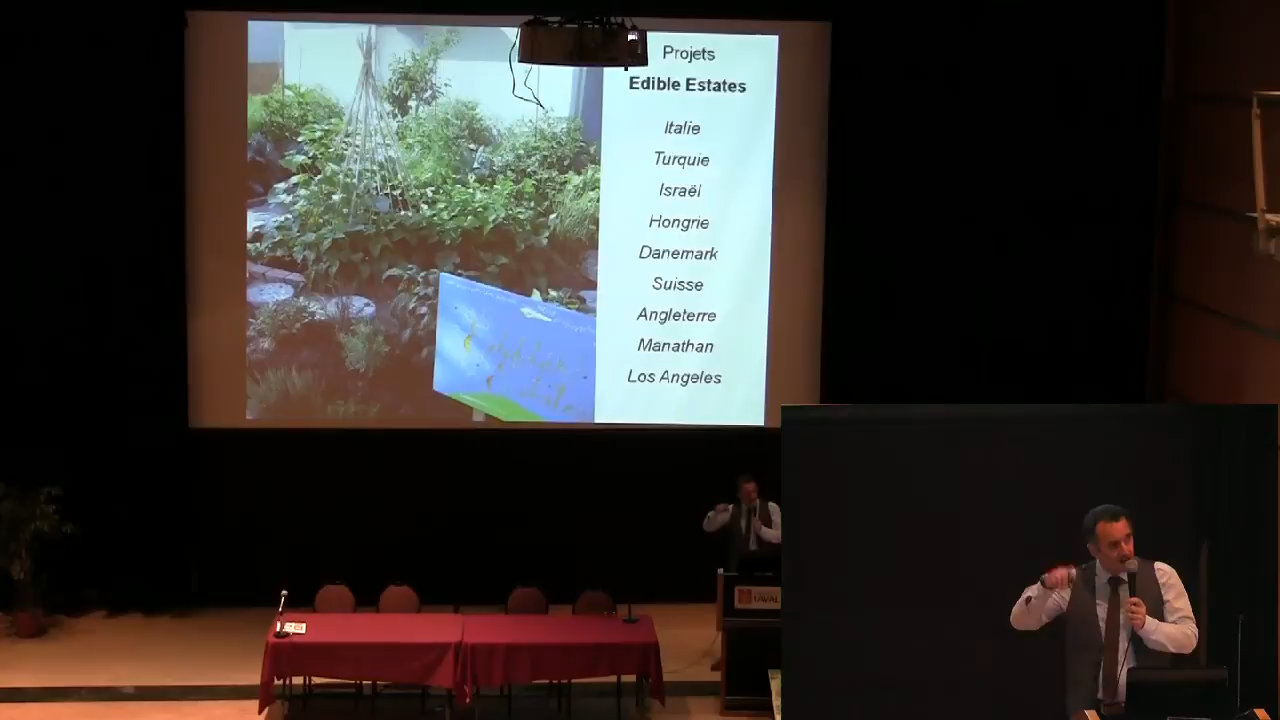 Projets
Edible Estates
Italie
Turquie
Israël
Hongrie
Danemark
Suisse
Angleterre
Manathan
Los Angeles
LAVAL